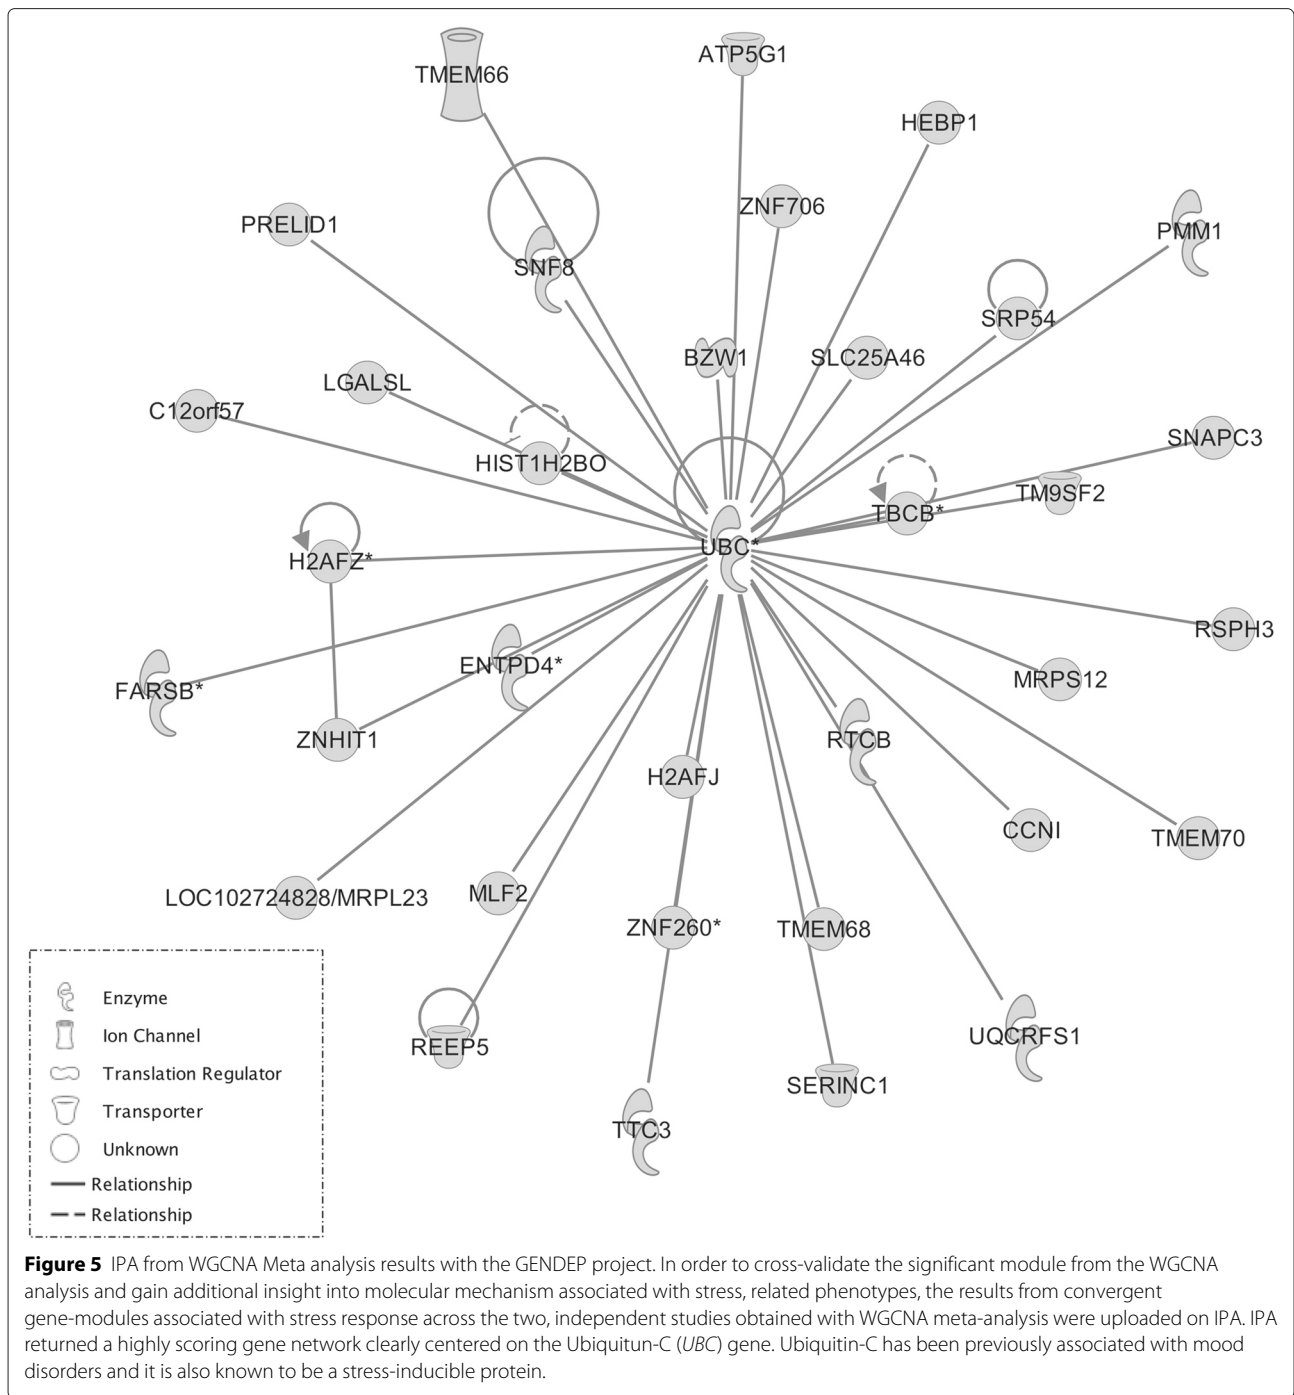 TMEM66
ATP5G1
HEBP1
ZNF706
PRELID1
PMM1
SNF8
SRP54
BZW1
SLC25A46
LGALSL
C12orf57
SNAPC3
HIST1H2BO
TM9SF2
TBCB*
UBC*
H2AFZ*
RSPH3
ENTPD4*
MRPS12
FARSB*
ZNHIT1
RTCB
H2AFJ
CCNI
TMEM70
LOC102724828/MRPL23
MLF2
ZNF260*
TMEM68
REEP5
UQCRFS1
SERINC1
TTC3
Enzyme
Ion Channel
Translation Regulator
Transporter
Unknown
Relationship
Relationship
Figure 5 IPA from WGCNA Meta analysis results with the GENDEP project. In order to cross-validate the significant module from the WGCNA
analysis and gain additional insight into molecular mechanism associated with stress, related phenotypes, the results from convergent
gene-modules associated with stress response across the two, independent studies obtained with WGCNA meta-analysis were uploaded on IPA. IPA
returned a highly scoring gene network clearly centered on the Ubiquitun-C (UBC) gene. Ubiquitin-C has been previously associated with mood
disorders and it is also known to be a stress-inducible protein.